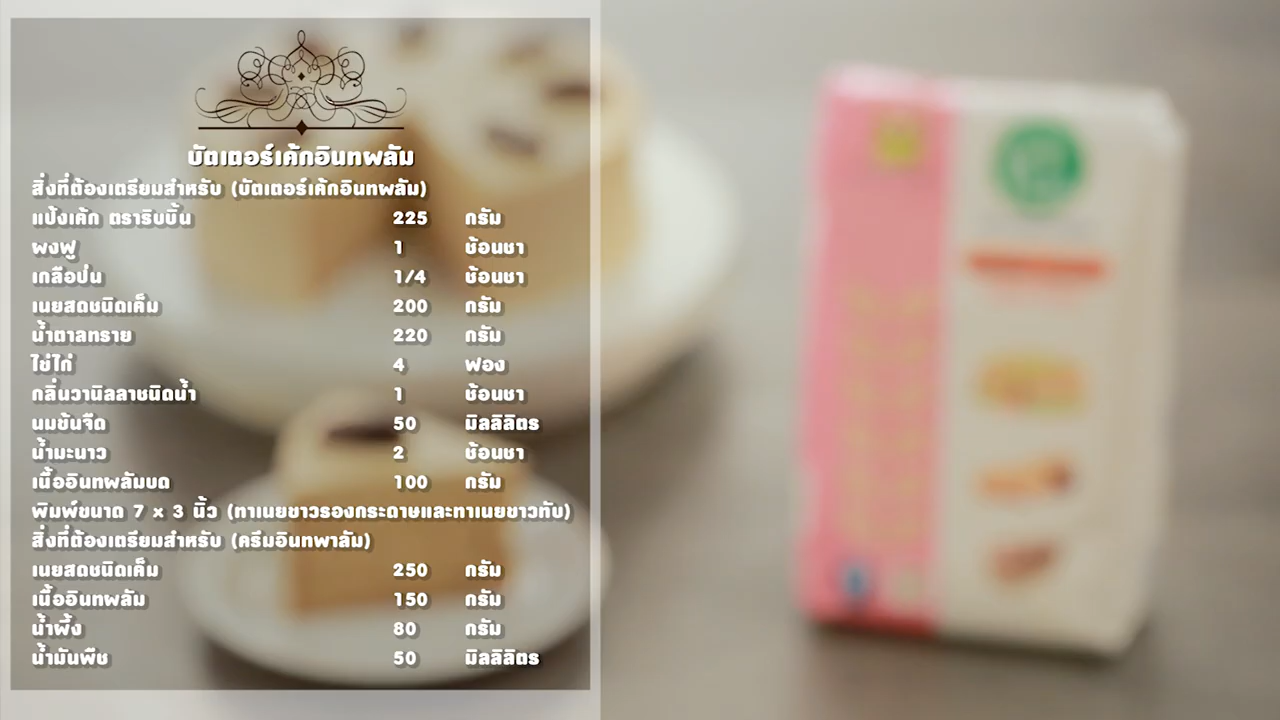 บัตเตอร์เค้กอินทผลัม
สิ่งที่ต้องเตรียมสำหรับ (บัตเตอร์เค้กอินทผลัม)
แป้งเค้ก ตราริบบิ้น 225 กรัม
ผงฟู 1 ช้อนชา
เกลือป่น 1/4 ช้อนชา
เนยสดชนิดเค็ม 200 กรัม
น้ำตาลทราย 220 กรัม
ไข่ไก่ 4 ฟอง
กลิ่นวานิลลาชนิดน้ำ 1 ช้อนชา
นมข้นจืด 50 มิลลิลิตร
น้ำมะนาว 2 ช้อนชา
เนื้ออินทผลัมบด 100 กรัม
พิมพ์ขนาด 7 x 3 นิ้ว (ทาเนยขาวรองกระดาษและทาเนยขาวทับ)
สิ่งที่ต้องเตรียมสำหรับ (ครีมอินทพาลัม)
เนยสดชนิดเค็ม 250 กรัม
เนื้ออินทผลัม 150 กรัม
น้ำผึ้ง 80 กรัม
น้ำมันพืช 50 มิลลิลิตร